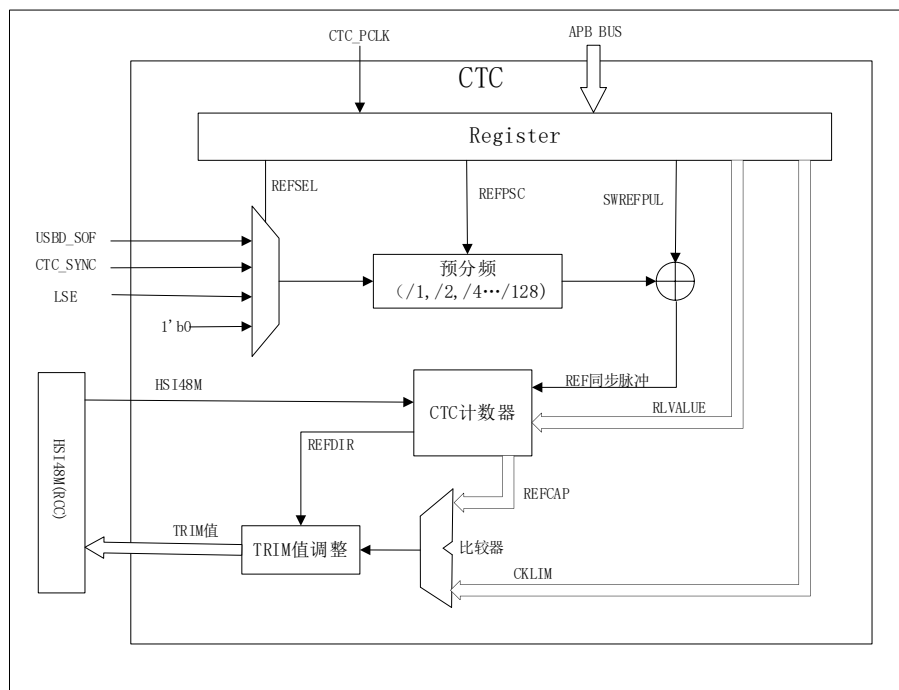 CTC_PCLK
APB BUS
CTC
Register
REFSEL
REFPSC
SWREFPUL
USBD_SOF
CTC_SYNC
LSE
1'b0
预分频
(/1,/2,/4…/128)
HSI48M
REF同步脉冲
CTC计数器
RLVALUE
REFDIR
REFCAP
HSI48M(RCC)
TRIM值
TRIM值调整
比较器
CKLIM